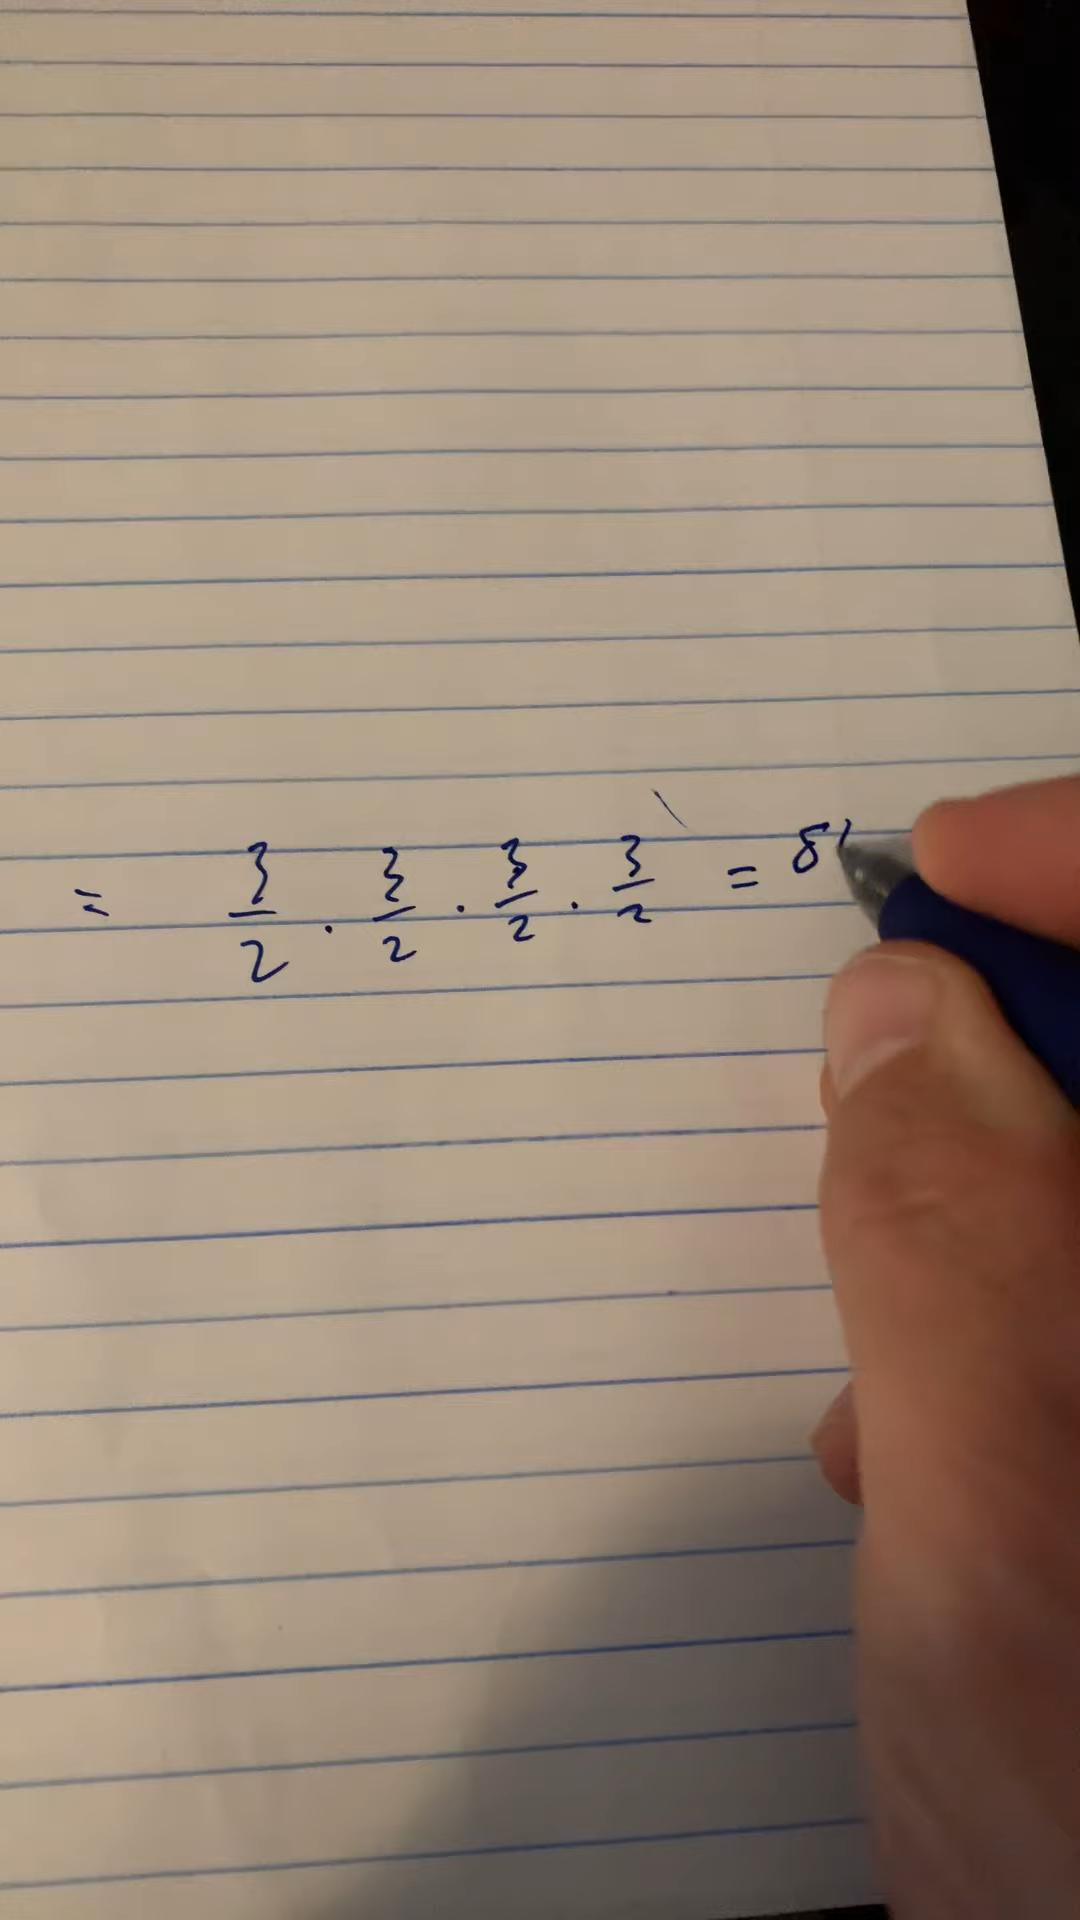 = 3/2 · 3/2 · 3/2 · 3/2 = 81